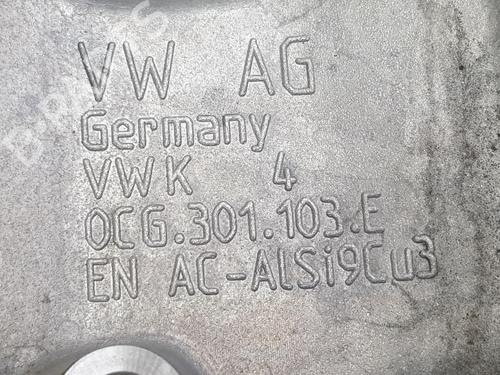 VW AG
Germany
VWK 4
0CG.301.103.E
EN AC-AlSi9Cu3